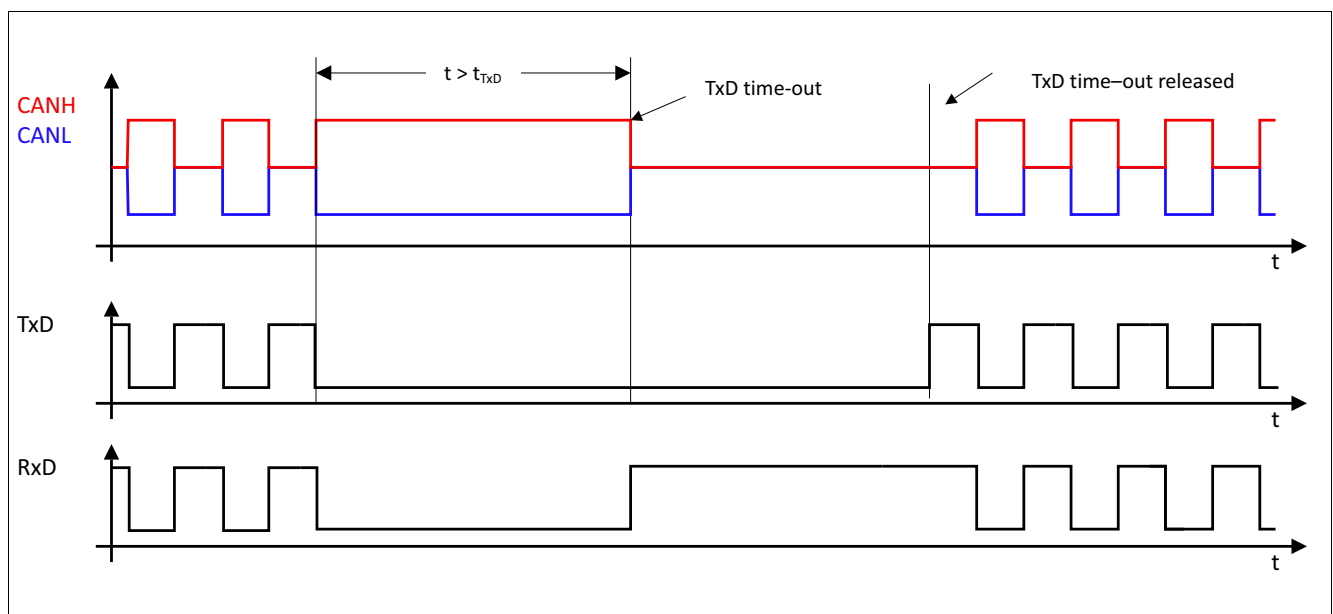 t > tTxD
TxD time-out
TxD time–out released
CANH
CANL
t
TxD
t
RxD
t